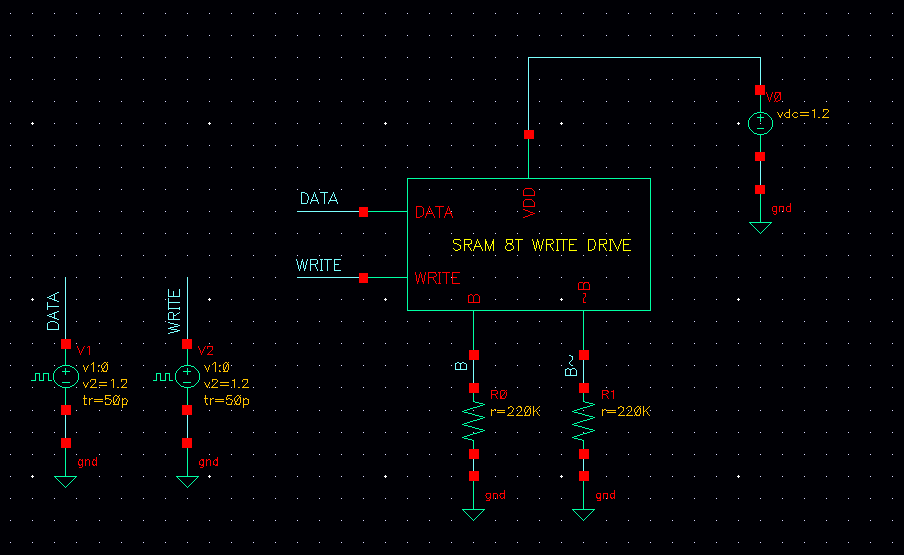 V0
vdc=1.2
gnd
DATA
DATA
VDD
SRAM 8T WRITE DRIVE
WRITE
WRITE
B
~B
DATA
V1
v1:0
v2=1.2
tr=50p
gnd
WRITE
V2
v1:0
v2=1.2
tr=50p
gnd
B
R0
r=220K
gnd
B~
R1
r=220K
gnd